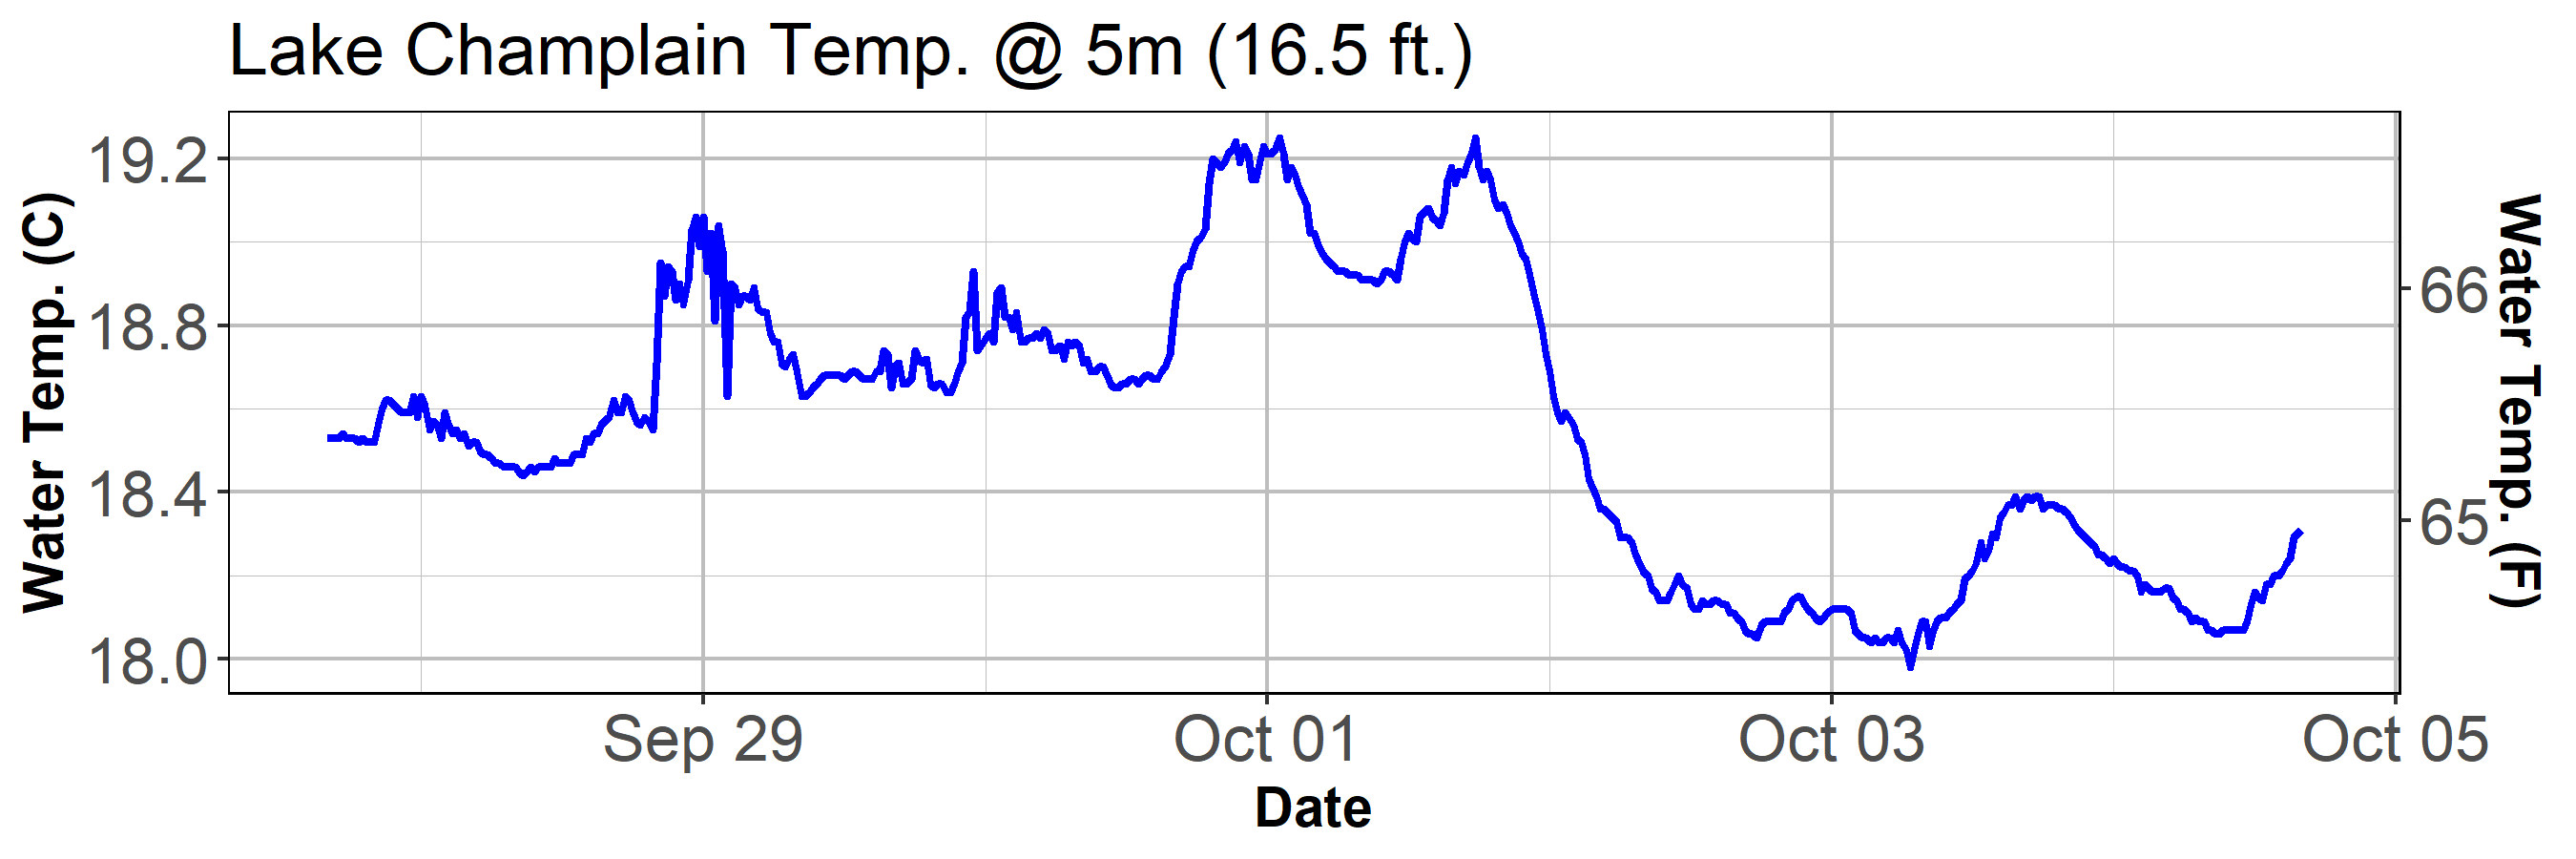 Lake Champlain Temp. @ 5m (16.5 ft.)
Water Temp. (C)
19.2
18.8
18.4
18.0
66
65
Water Temp. (F)
Sep 29
Oct 01
Oct 03
Oct 05
Date